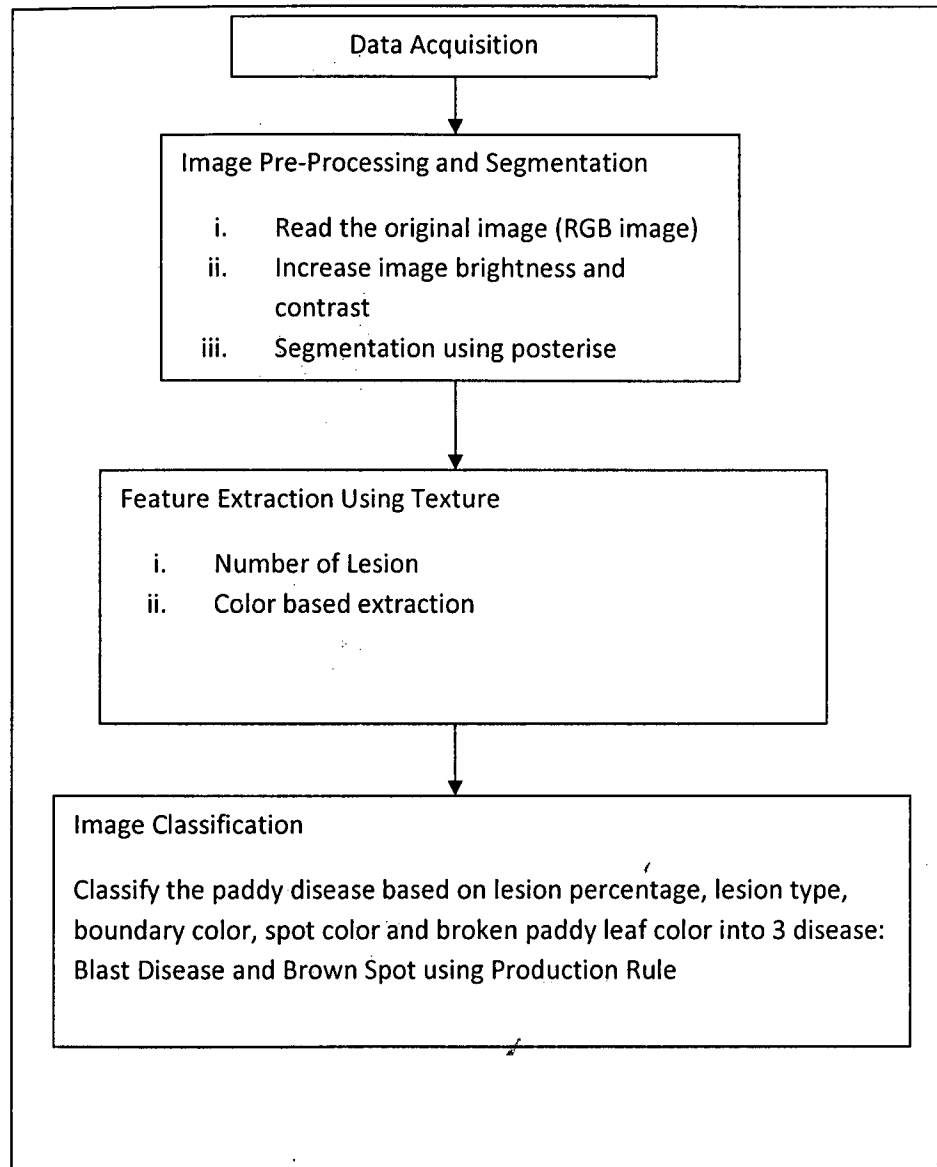 Data Acquisition
Image Pre-Processing and Segmentation
i. Read the original image (RGB image)
ii. Increase image brightness and
contrast
iii. Segmentation using posterise
Feature Extraction Using Texture
i. Number of Lesion
ii. Color based extraction
Image Classification
Classify the paddy disease based on lesion percentage, lesion type,
boundary color, spot color and broken paddy leaf color into 3 disease:
Blast Disease and Brown Spot using Production Rule